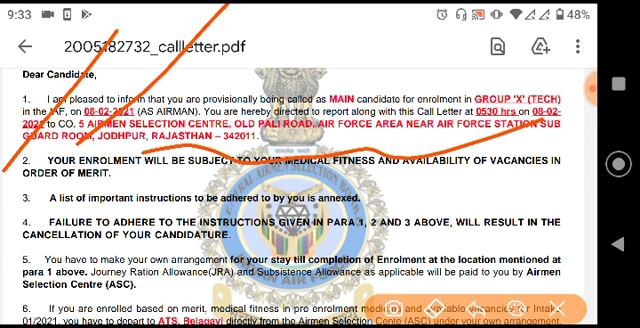 9:33
48%
2005182732_callletter.pdf
Dear Candidate,
1. I am pleased to inform that you are provisionally being called as MAIN candidate for enrolment in GROUP 'X' (TECH)
in the IAF, on 08-02-2021 (AS AIRMAN). You are hereby directed to report along with this Call Letter at 0530 hrs on 08-02-
2020 to CO. 5 AIRMEN SELECTION CENTRE, OLD PALI ROAD, AIR FORCE AREA NEAR AIR FORCE STATION SUB
GUARD ROOM, JODHPUR, RAJASTHAN – 342011.
2. YOUR ENROLMENT WILL BE SUBJECT TO YOUR MEDICAL FITNESS AND AVAILABILITY OF VACANCIES IN
ORDER OF MERIT.
3. A list of important instructions to be adhered to by you is annexed.
4. FAILURE TO ADHERE TO THE INSTRUCTIONS GIVEN IN PARA 1, 2 AND 3 ABOVE, WILL RESULT IN THE
CANCELLATION OF YOUR CANDIDATURE.
5. You have to make your own arrangement for your stay till completion of Enrolment at the location mentioned at
para 1 above. Journey Ration Allowance(JRA) and Subsistence Allowance as applicable will be paid to you by Airmen
Selection Centre (ASC).
6. If you are enrolled based on merit, medical fitness in pre enrolment medicals and available vacancies for Intake
01/2021, you have to depart to ATS, Belagavi directly from the Airmen Selection Cente (ASC) under your own arrangement